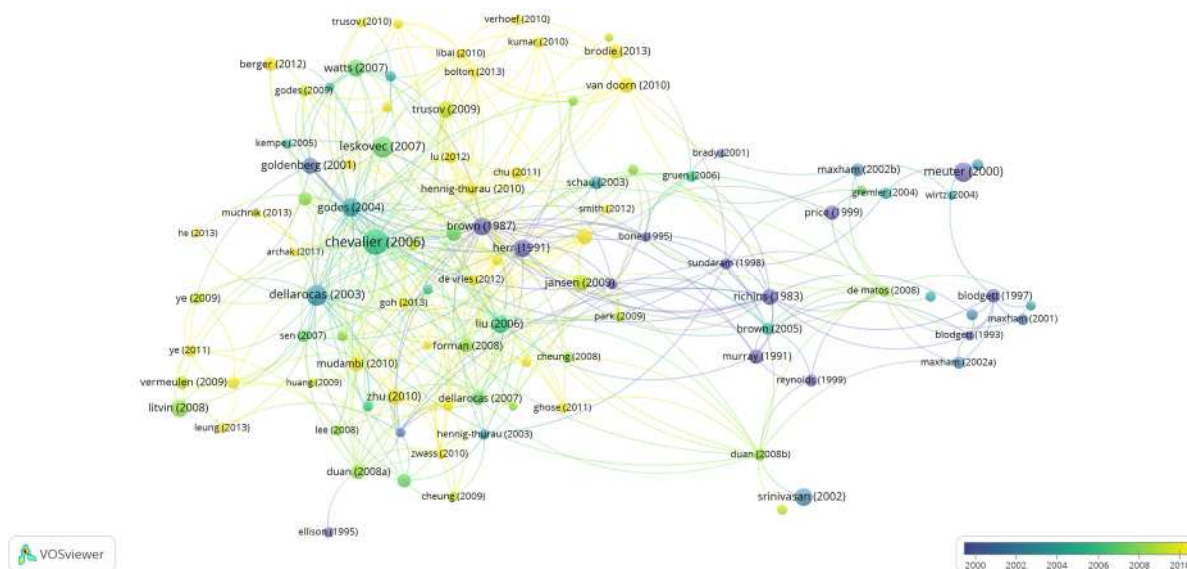 trusov (2010)
verhoef (2010)
kumar (2010)
libai (2010)
brodie (2013)
berger (2012)
watts (2007)
bolton (2013)
van doorn (2010)
godes (2009)
trusov (2009)
kempe (2005)
leskovec (2007)
goldenberg (2001)
lu (2012)
brady (2001)
chu (2011)
schau (2003)
gruen (2006)
maxham (2002b)
meuter (2000)
hennig-thurau (2010)
gremler (2004)
wirtz (2004)
muchnik (2013)
godes (2004)
smith (2012)
price (1999)
he (2013)
brown (1987)
bone (1995)
chevalier (2006)
herr (1991)
archak (2011)
sundaram (1998)
de vries (2012)
jansen (2009)
ye (2009)
dellarocas (2003)
goh (2013)
richins (1983)
de matos (2008)
blodgett (1997)
park (2009)
maxham (2001)
sen (2007)
liu (2006)
brown (2005)
blodgett (1993)
ye (2011)
forman (2008)
mudambi (2010)
cheung (2008)
murray (1991)
maxham (2002a)
vermeulen (2009)
huang (2009)
reynolds (1999)
zhu (2010)
dellarocas (2007)
litvin (2008)
ghose (2011)
leung (2013)
lee (2008)
hennig-thurau (2003)
zwass (2010)
duan (2008b)
duan (2008a)
cheung (2009)
srinivasan (2002)
ellison (1995)
VOSviewer
2000 2002 2004 2006 2008 2010